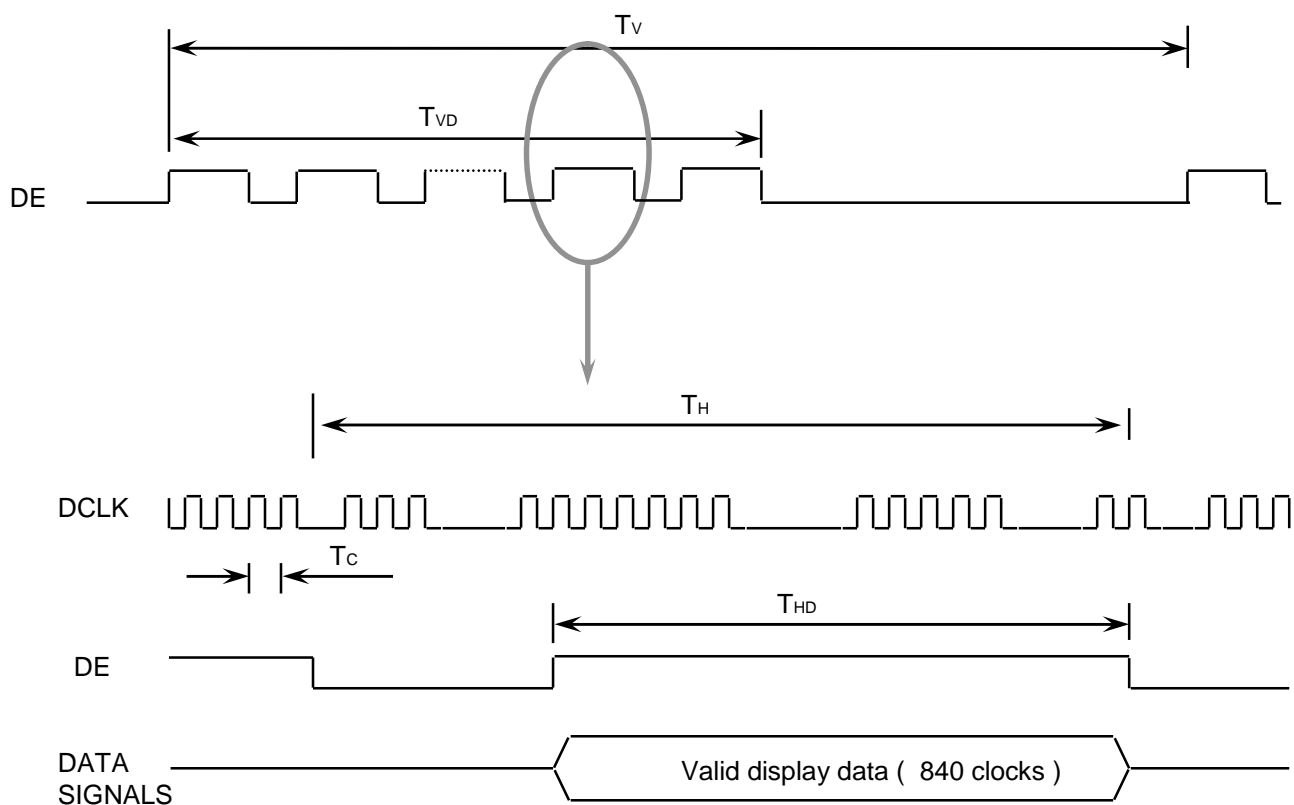 TV
TVD
DE
TH
DCLK
TC
THD
DE
DATA
SIGNALS
Valid display data ( 840 clocks )